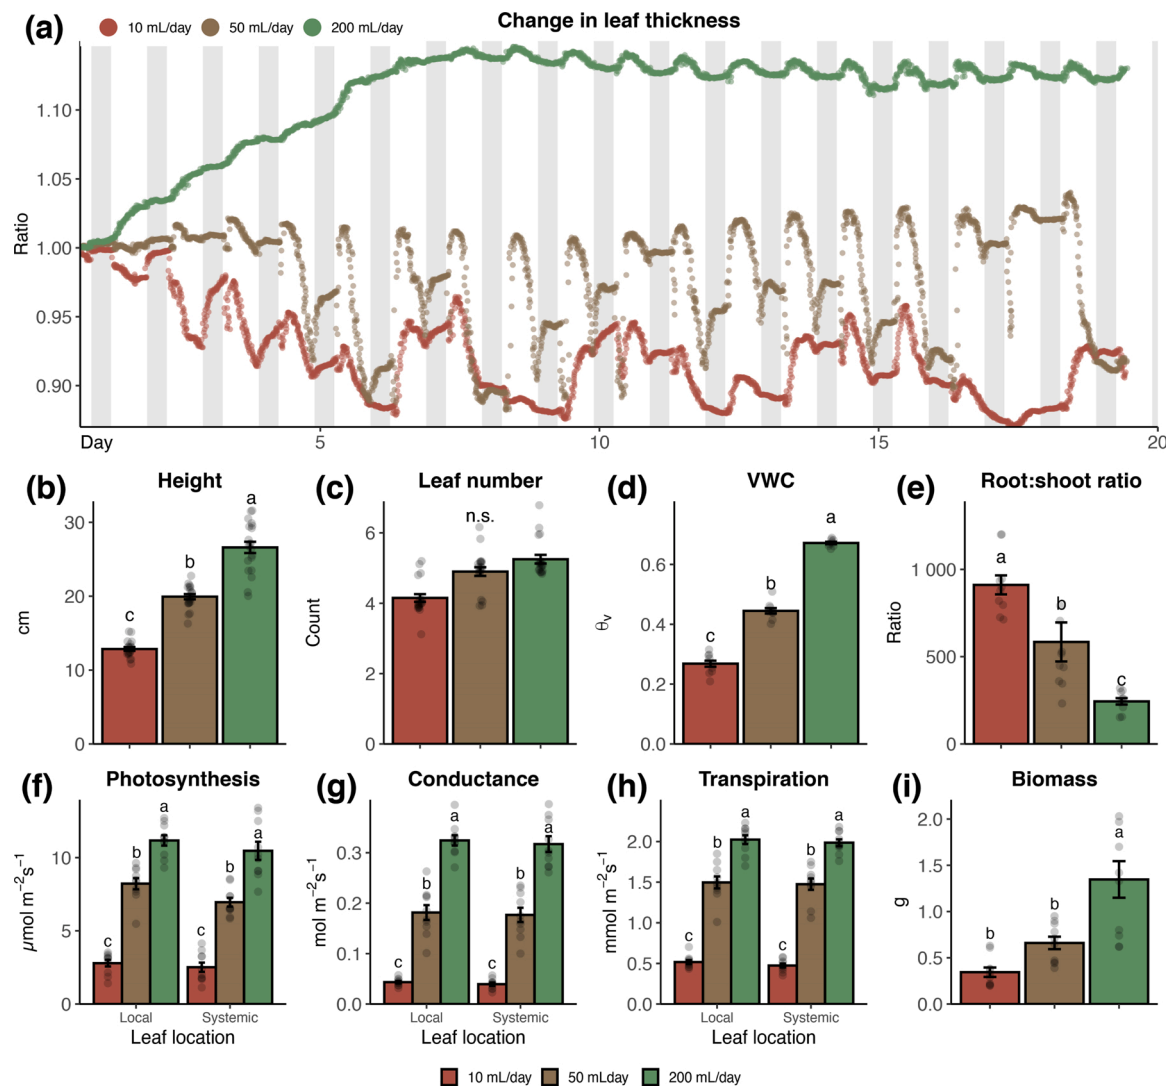 (a)
10 mL/day 50 mL/day 200 mL/day
Change in leaf thickness
Ratio
1.10
1.05
1.00
0.95
0.90
Day 5 10 15 20
(b) Height
cm
30
20
10
0
c b a
(c) Leaf number
Count
6
4
2
0
n.s.
(d) VWC
θv
0.6
0.4
0.2
0.0
c b a
(e) Root:shoot ratio
Ratio
1 000
500
0
a b c
(f) Photosynthesis
µmol m−2s−1
10
5
0
c b a c b a
Local Systemic
Leaf location
(g) Conductance
mol m−2s−1
0.3
0.2
0.1
0.0
c b a c b a
Local Systemic
Leaf location
(h) Transpiration
mmol m−2s−1
2.0
1.5
1.0
0.5
0.0
c b a c b a
Local Systemic
Leaf location
(i) Biomass
g
2.0
1.5
1.0
0.5
0.0
b b a
10 mL/day 50 mLday 200 mL/day